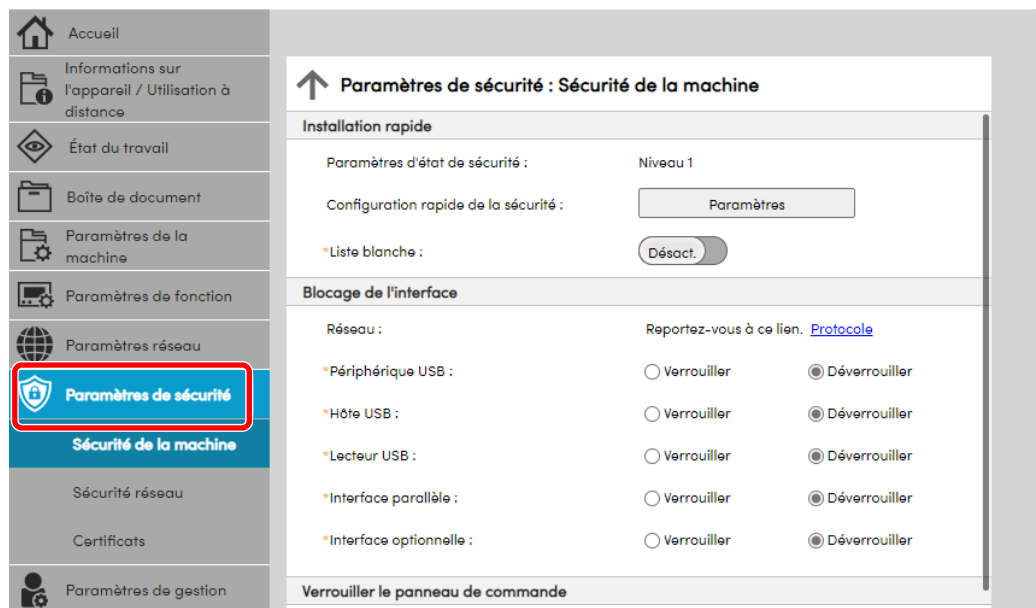 Accueil
Informations sur
l'appareil / Utilisation à
distance
État du travail
Boîte de document
Paramètres de la
machine
Paramètres de fonction
Paramètres réseau
Paramètres de sécurité
Sécurité de la machine
Sécurité réseau
Certificats
Paramètres de gestion
Paramètres de sécurité : Sécurité de la machine
Installation rapide
Paramètres d'état de sécurité : Niveau 1
Configuration rapide de la sécurité : Paramètres
*Liste blanche : Désact.
Blocage de l'interface
Réseau : Reportez-vous à ce lien. Protocole
*Périphérique USB : Verrouiller Déverrouiller
*Hôte USB : Verrouiller Déverrouiller
*Lecteur USB : Verrouiller Déverrouiller
*Interface parallèle : Verrouiller Déverrouiller
*Interface optionnelle : Verrouiller Déverrouiller
Verrouiller le panneau de commande